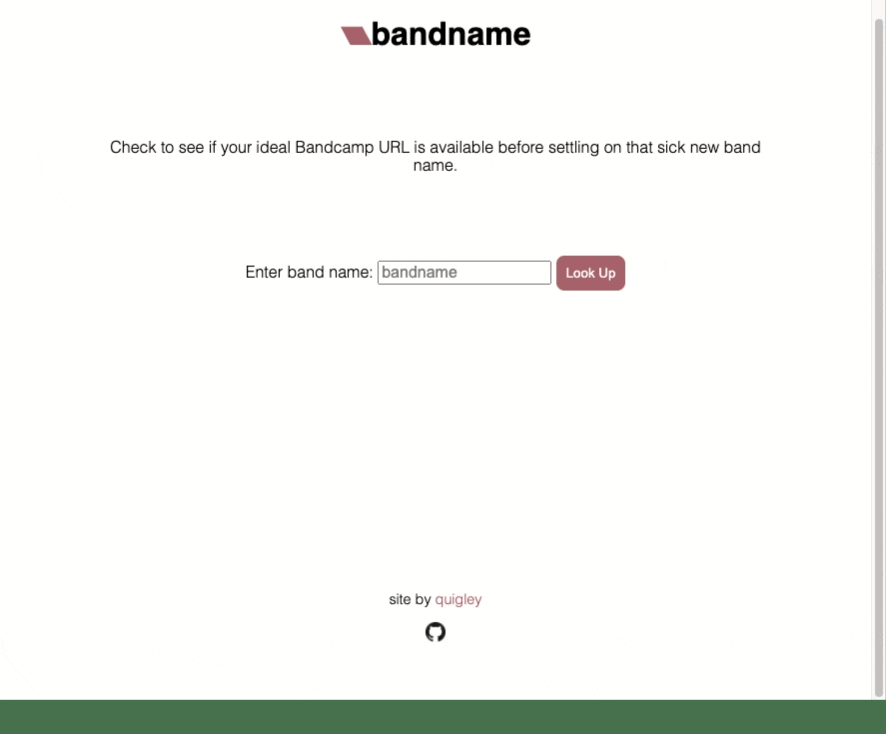 bandname
Check to see if your ideal Bandcamp URL is available before settling on that sick new band
name.
Enter band name: bandname Look Up
site by quigley